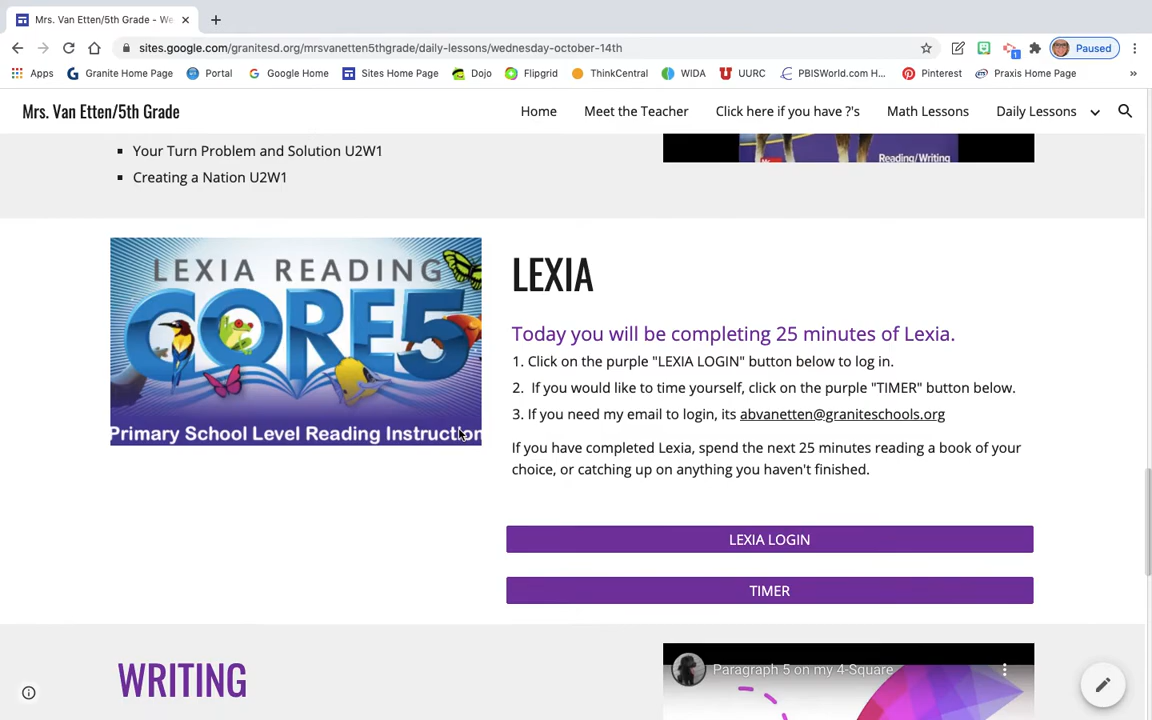 Mrs. Van Etten/5th Grade - We
sites.google.com/granitesd.org/mrsvanetten5thgrade/daily-lessons/wednesday-october-14th
Paused
Apps Granite Home Page Portal Google Home Sites Home Page Dojo Flipgrid ThinkCentral WIDA UURC PBISWorld.com H... Pinterest Praxis Home Page »
Mrs. Van Etten/5th Grade Home Meet the Teacher Click here if you have ?'s Math Lessons Daily Lessons
Your Turn Problem and Solution U2W1
Creating a Nation U2W1
Reading/Writing
LEXIA READING
CORE5
Primary School Level Reading Instruction
LEXIA
Today you will be completing 25 minutes of Lexia.
1. Click on the purple "LEXIA LOGIN" button below to log in.
2. If you would like to time yourself, click on the purple "TIMER" button below.
3. If you need my email to login, its abvanetten@graniteschools.org
If you have completed Lexia, spend the next 25 minutes reading a book of your
choice, or catching up on anything you haven't finished.
LEXIA LOGIN
TIMER
WRITING
Paragraph 5 on my 4-Square